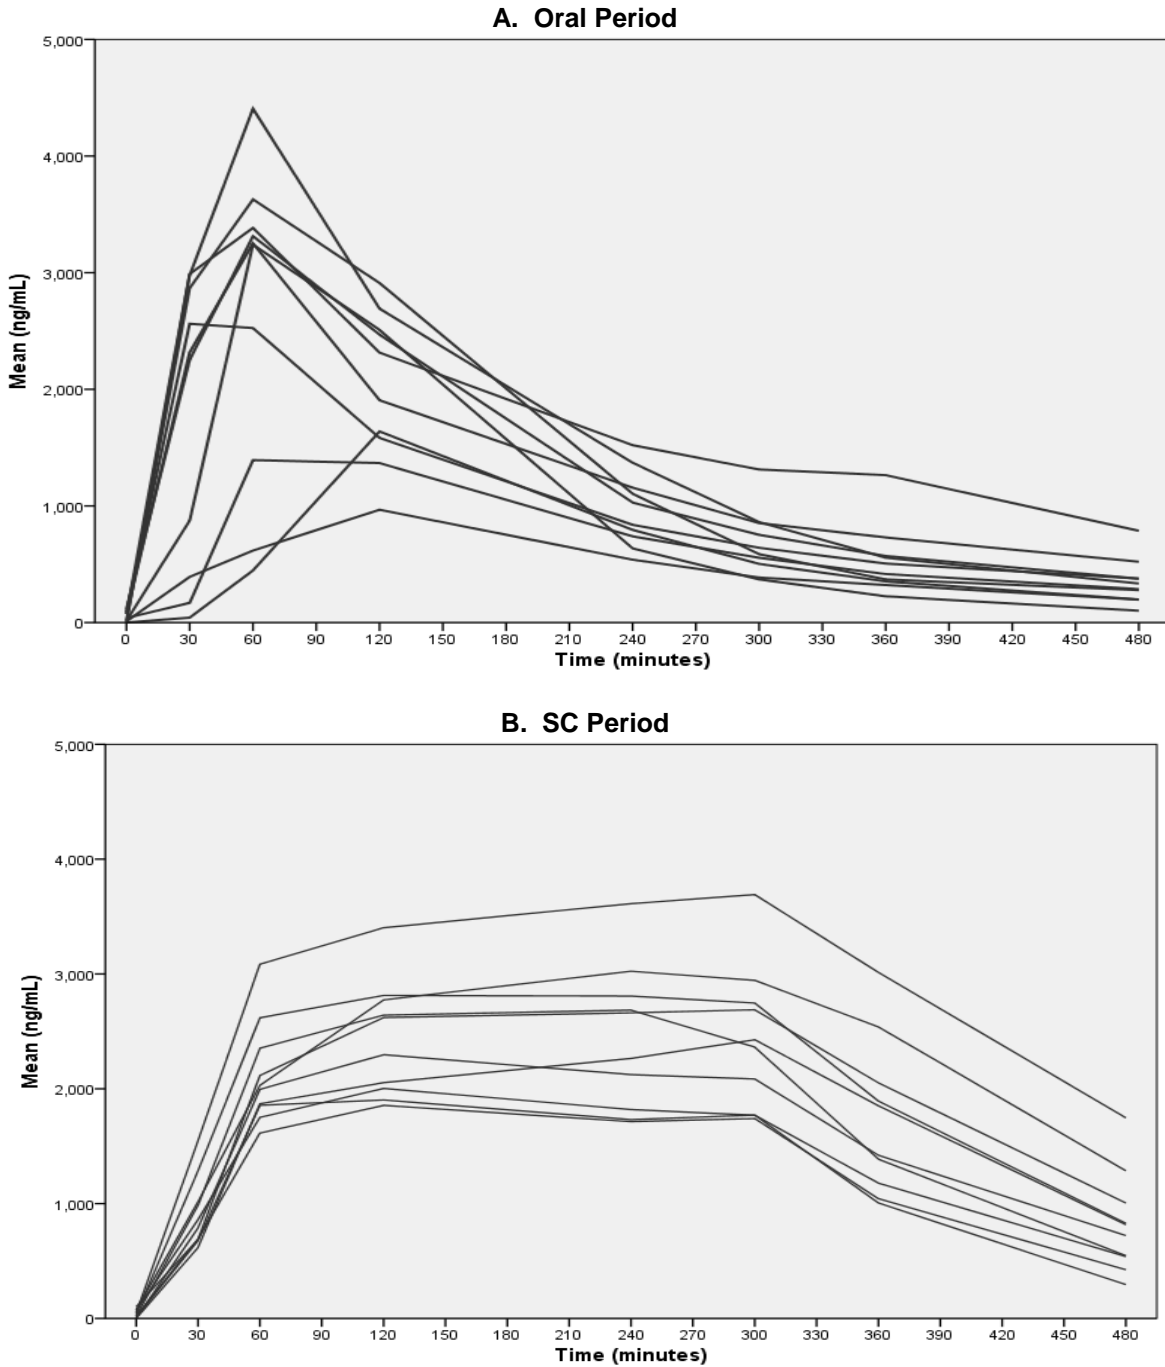 A. Oral Period
5,000
4,000
3,000
2,000
1,000
0
Mean (ng/mL)
0 30 60 90 120 150 180 210 240 270 300 330 360 390 420 450 480
Time (minutes)
B. SC Period
5,000
4,000
3,000
2,000
1,000
0
Mean (ng/mL)
0 30 60 90 120 150 180 210 240 270 300 330 360 390 420 450 480
Time (minutes)